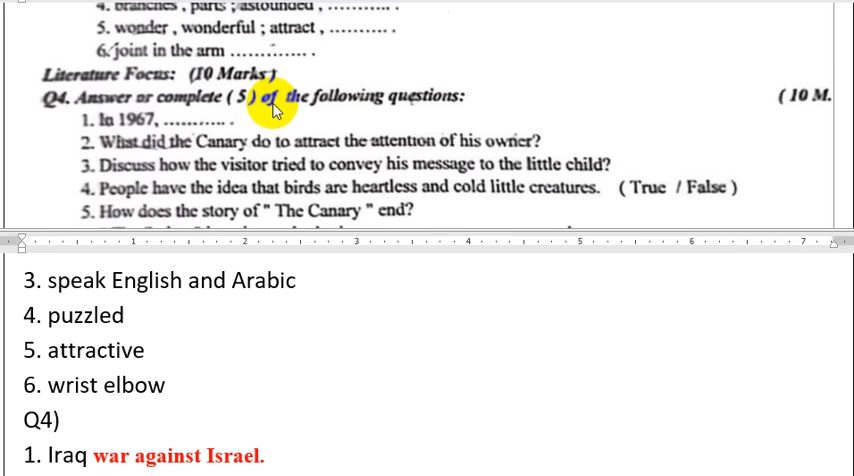 4. branches , parts ; astounded , ........... .
5. wonder , wonderful ; attract , ........... .
6. joint in the arm .............. .
Literature Focus: (10 Marks)
Q4. Answer or complete ( 5 ) of the following questions: ( 10 M.
1. In 1967, ........... .
2. What did the Canary do to attract the attention of his owner?
3. Discuss how the visitor tried to convey his message to the little child?
4. People have the idea that birds are heartless and cold little creatures. ( True / False )
5. How does the story of " The Canary " end?
1 2 3 4 5 6 7
3. speak English and Arabic
4. puzzled
5. attractive
6. wrist elbow
Q4)
1. Iraq war against Israel.